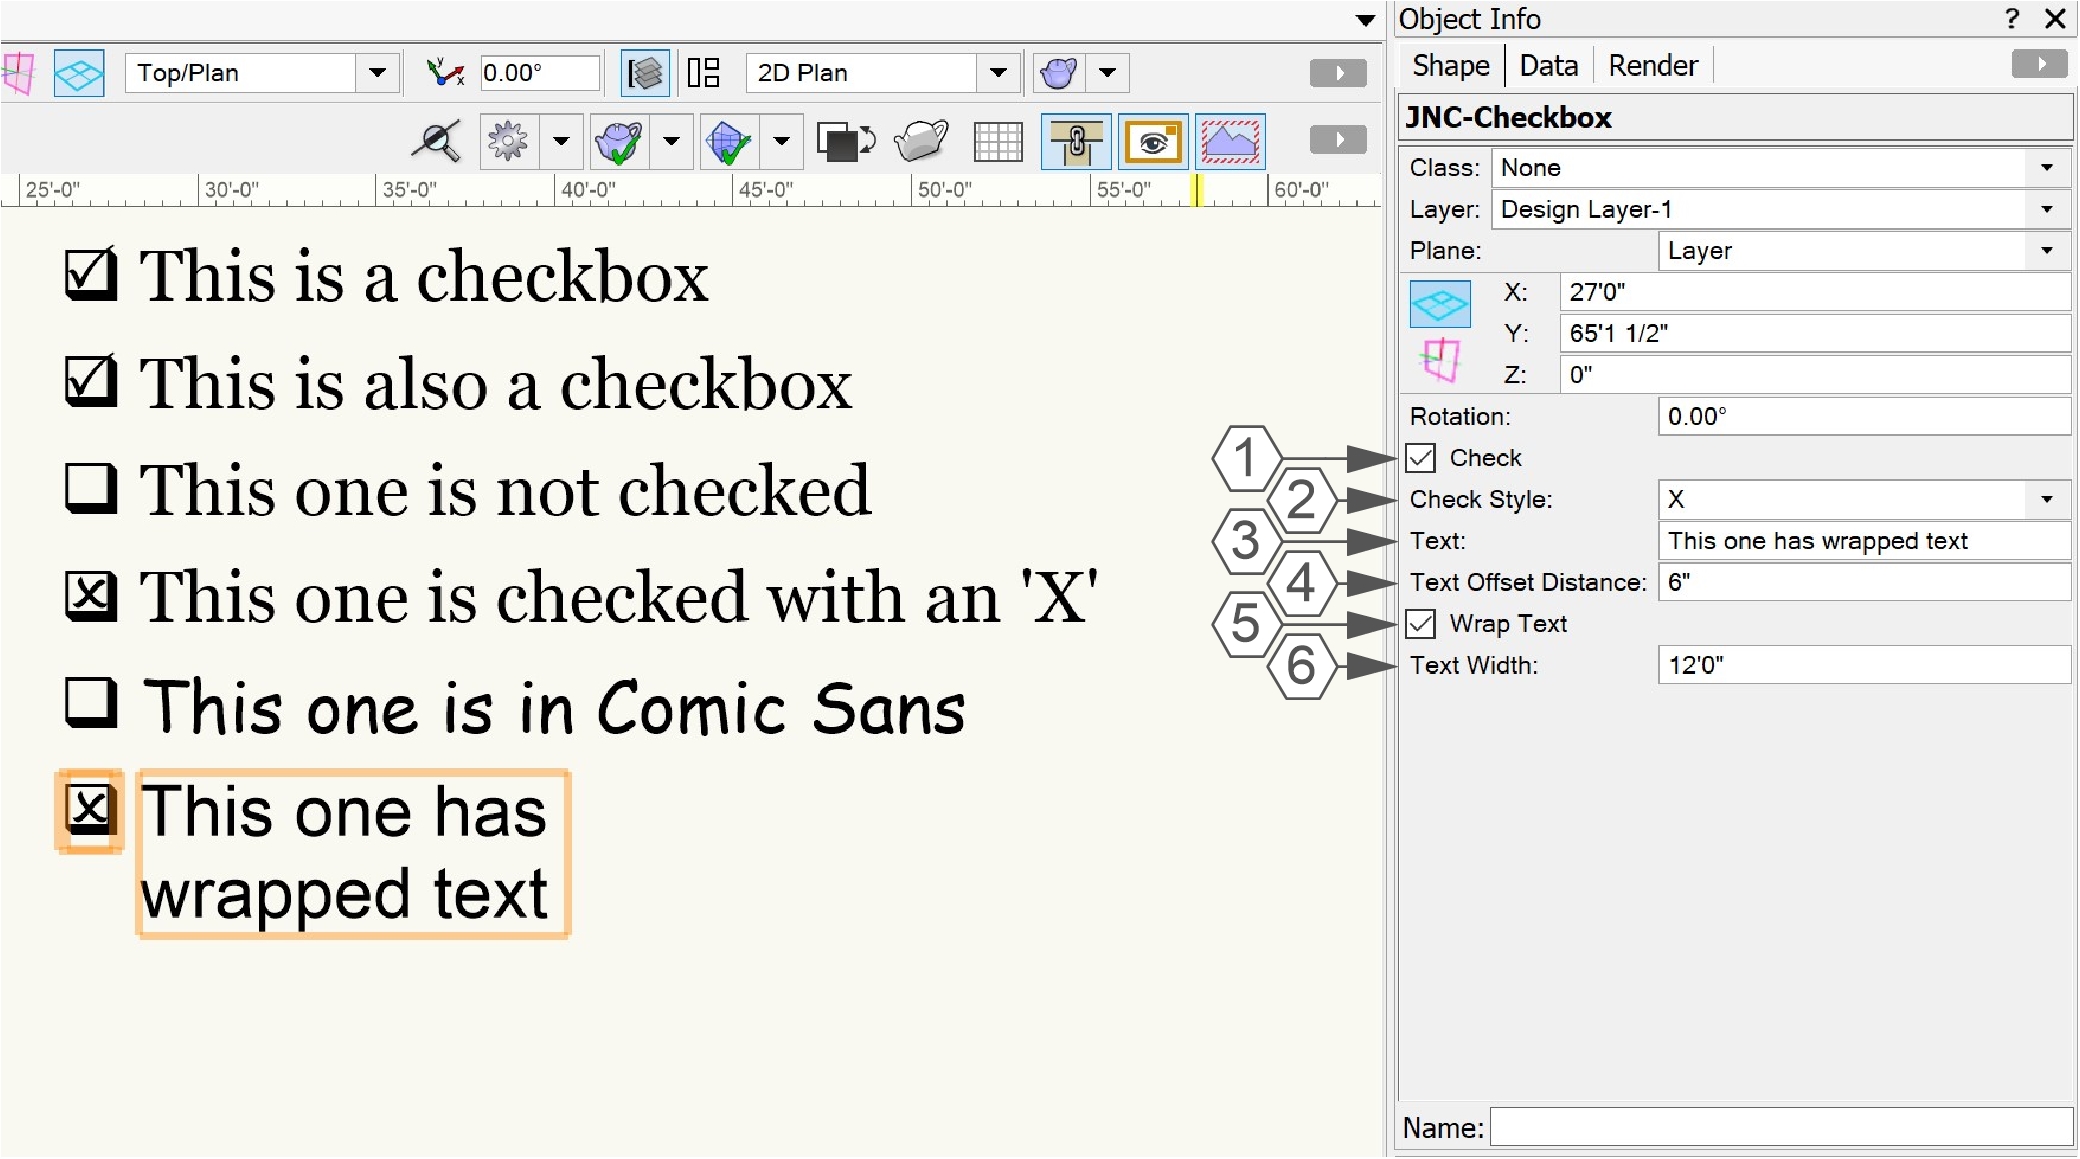 Object Info ? X
Top/Plan 0.00° 2D Plan
Shape Data Render
JNC-Checkbox
25'-0" 30'-0" 35'-0" 40'-0" 45'-0" 50'-0" 55'-0" 60'-0"
This is a checkbox
This is also a checkbox
This one is not checked
This one is checked with an 'X'
This one is in Comic Sans
This one has
wrapped text
Class: None
Layer: Design Layer-1
Plane: Layer
X: 27'0"
Y: 65'1 1/2"
Z: 0"
Rotation: 0.00°
1 Check
2 Check Style: X
3 Text: This one has wrapped text
4 Text Offset Distance: 6"
5 Wrap Text
6 Text Width: 12'0"
Name: